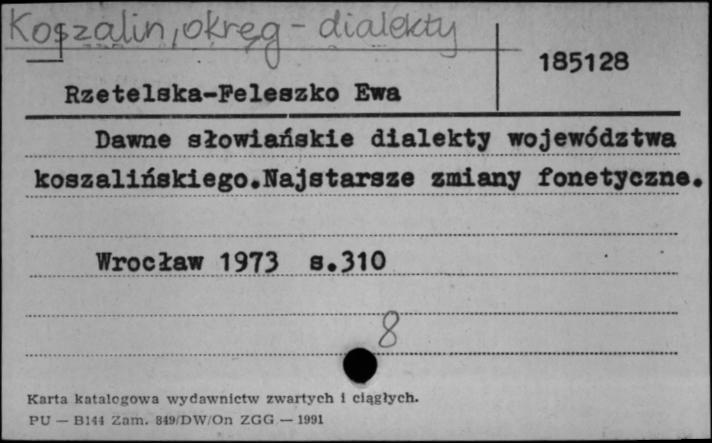 Koszalin, okręg - dialekty
185128
Rzetelska-Feleszko Ewa
Dawne słowiańskie dialekty województwa
koszalińskiego.Najstarsze zmiany fonetyczne.
Wrocław 1973 s.310
8
Karta katalogowa wydawnictw zwartych i ciągłych.
PU — B144 Zam. 849/DW/On ZGG — 1991